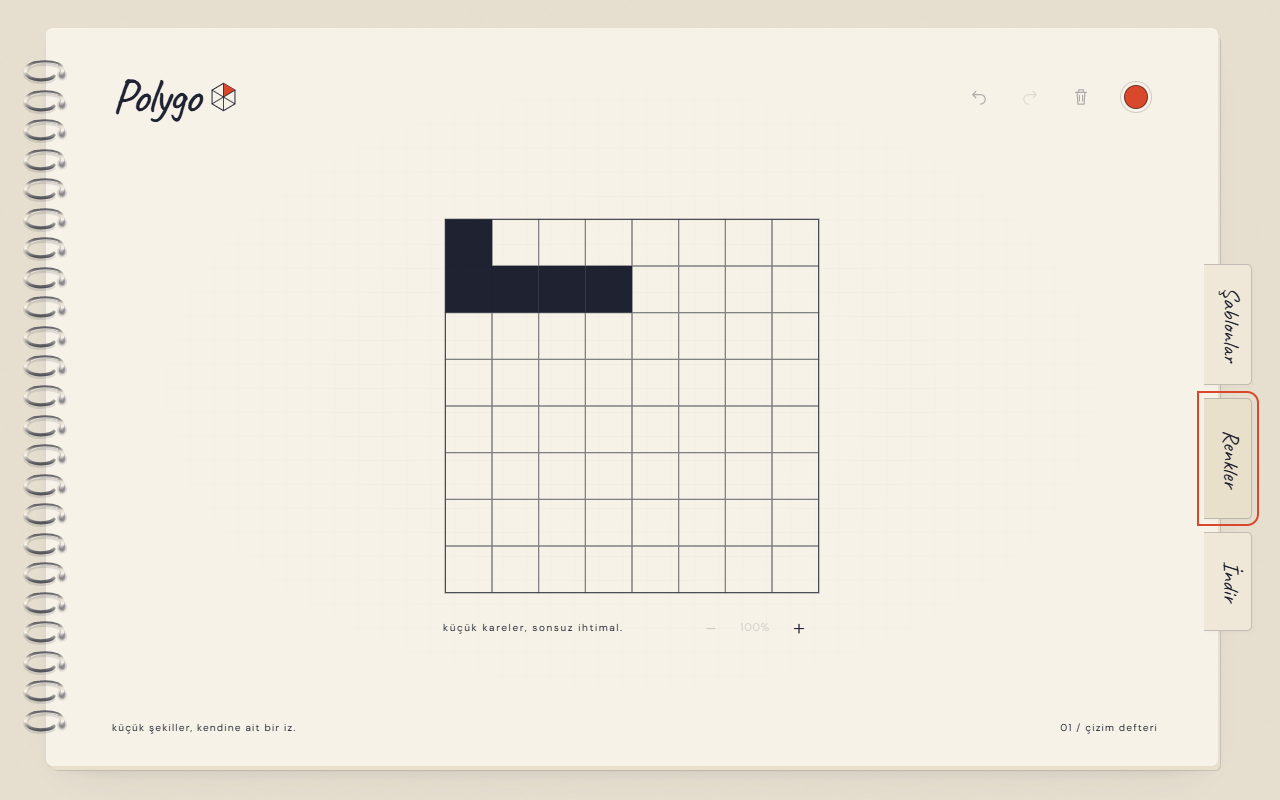 Polygo
Şablonlar
Renkler
İndir
küçük kareler, sonsuz ihtimal.
− 100% +
küçük şekiller, kendine ait bir iz.
01 / çizim defteri